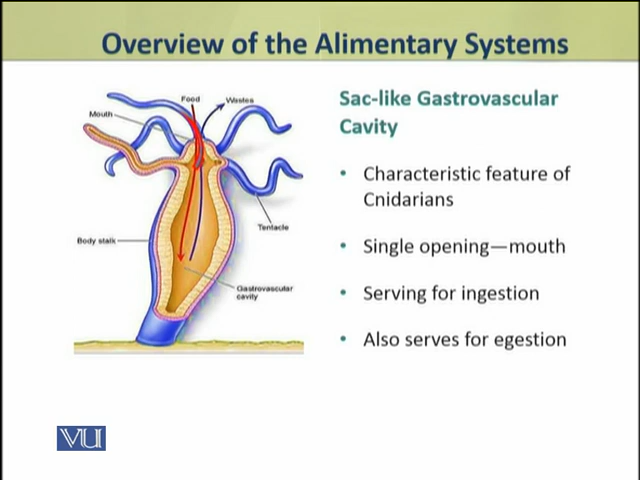 Overview of the Alimentary Systems
Food
Wastes
Mouth
Tentacle
Body stalk
Gastrovascular
cavity
Sac-like Gastrovascular
Cavity
• Characteristic feature of
Cnidarians
• Single opening—mouth
• Serving for ingestion
• Also serves for egestion
VU